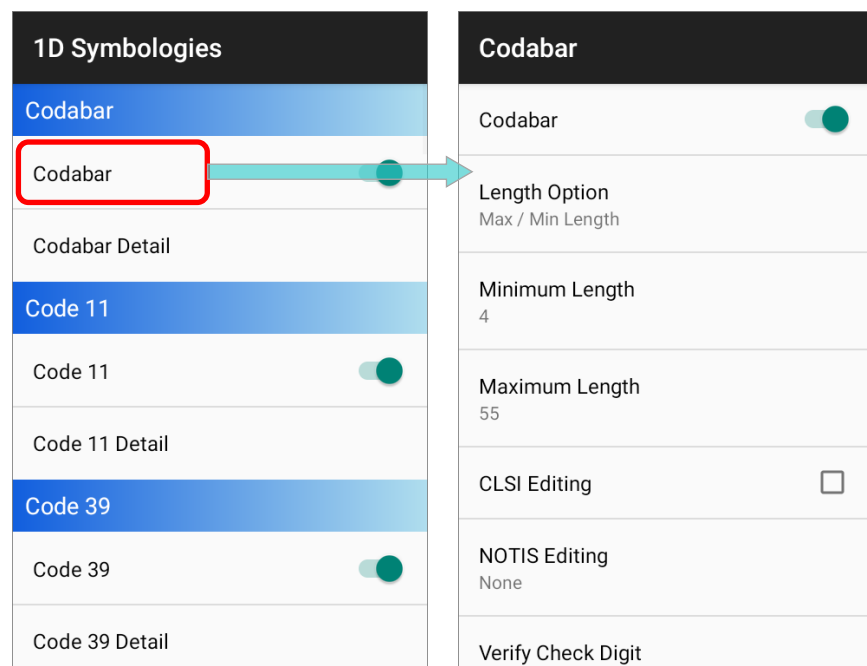 1D Symbologies
Codabar
Codabar
Codabar Detail
Code 11
Code 11
Code 11 Detail
Code 39
Code 39
Code 39 Detail
Codabar
Codabar
Length Option
Max / Min Length
Minimum Length
4
Maximum Length
55
CLSI Editing
NOTIS Editing
None
Verify Check Digit